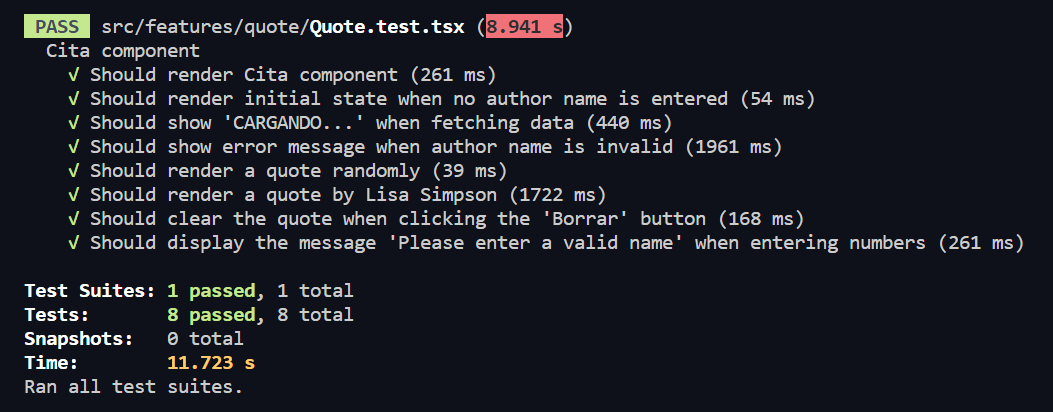 PASS src/features/quote/Quote.test.tsx (8.941 s)
Cita component
√ Should render Cita component (261 ms)
√ Should render initial state when no author name is entered (54 ms)
√ Should show 'CARGANDO...' when fetching data (440 ms)
√ Should show error message when author name is invalid (1961 ms)
√ Should render a quote randomly (39 ms)
√ Should render a quote by Lisa Simpson (1722 ms)
√ Should clear the quote when clicking the 'Borrar' button (168 ms)
√ Should display the message 'Please enter a valid name' when entering numbers (261 ms)
Test Suites: 1 passed, 1 total
Tests: 8 passed, 8 total
Snapshots: 0 total
Time: 11.723 s
Ran all test suites.